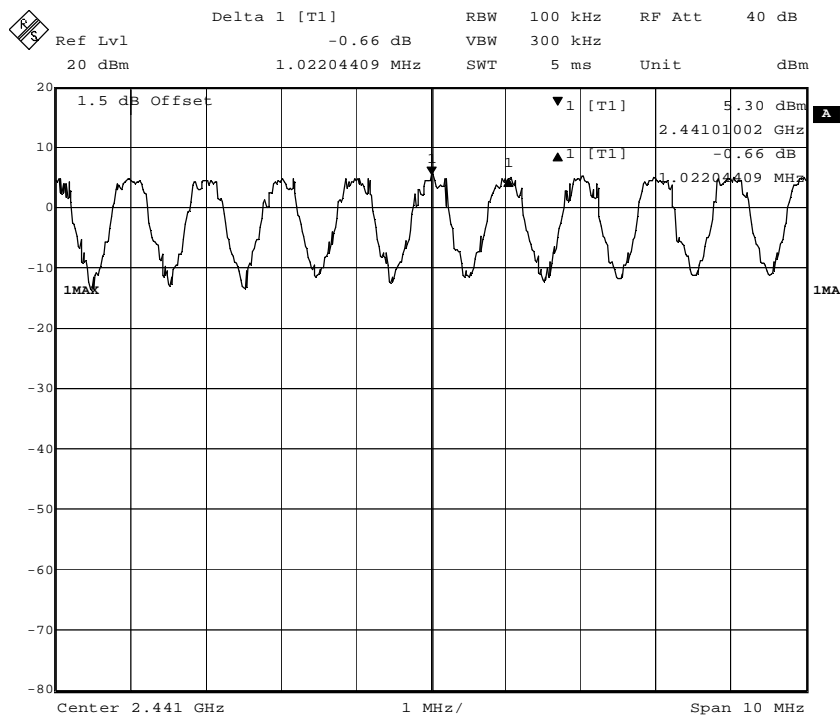 R S
Delta 1 [T1] RBW 100 kHz RF Att 40 dB
Ref Lvl -0.66 dB VBW 300 kHz
20 dBm 1.02204409 MHz SWT 5 ms Unit dBm
20
1.5 dB Offset 1 [T1] 5.30 dBm
A
2.44101002 GHz
10
1 1 1 [T1] -0.66 dB
1.02204409 MHz
0
-10
1MAX 1MA
-20
-30
-40
-50
-60
-70
-80
Center 2.441 GHz 1 MHz/ Span 10 MHz